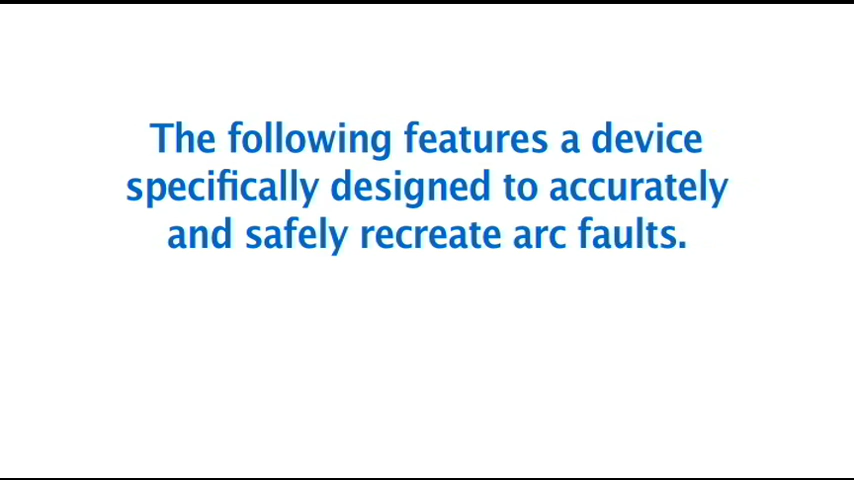 The following features a device
specifically designed to accurately
and safely recreate arc faults.